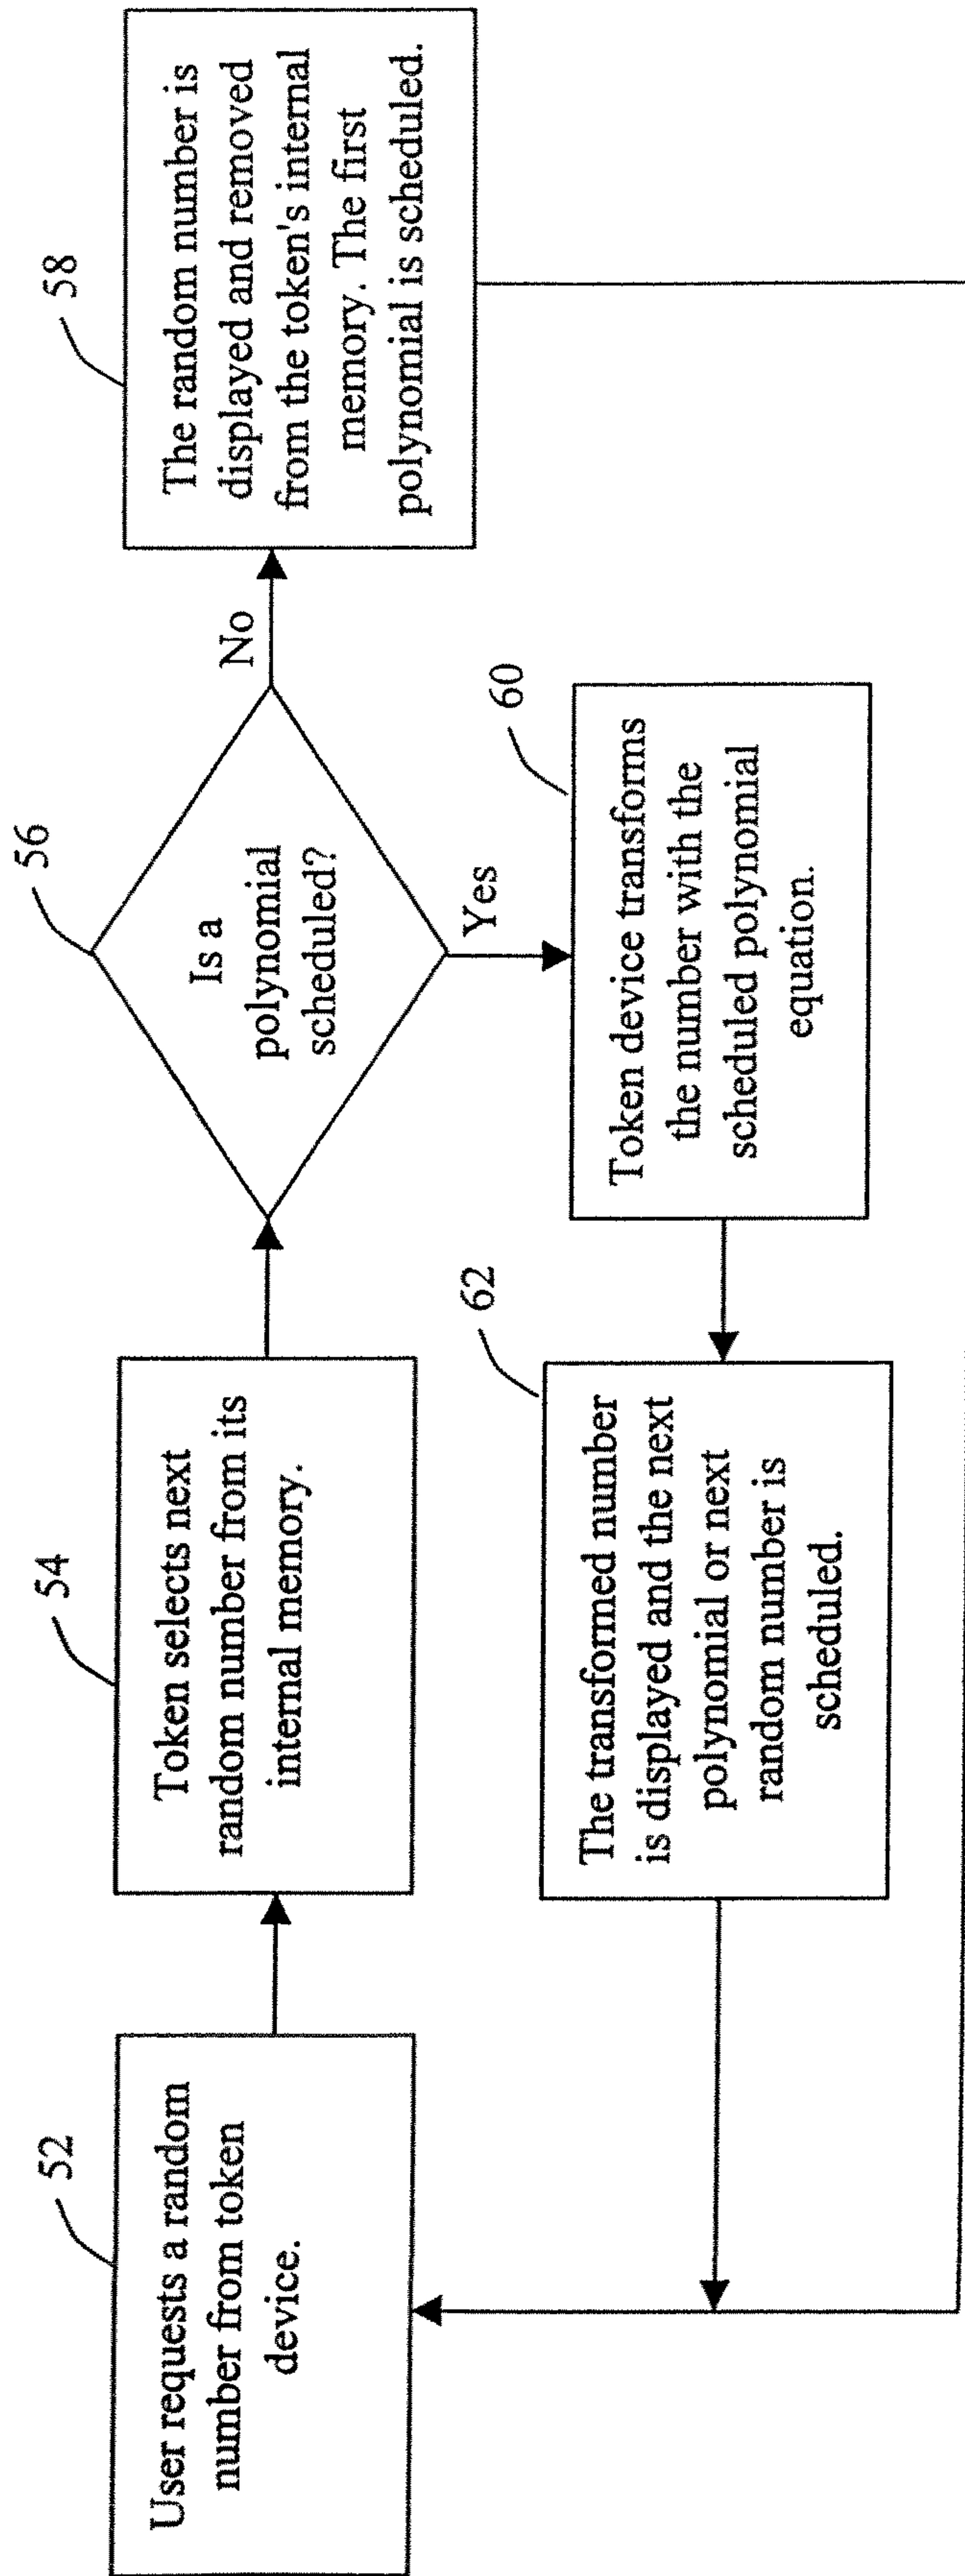 52
User requests a random
number from token
device.
54
Token selects next
random number from its
internal memory.
56
Is a
polynomial
scheduled?
No
58
The random number is
displayed and removed
from the token's internal
memory. The first
polynomial is scheduled.
Yes
60
Token device transforms
the number with the
scheduled polynomial
equation.
62
The transformed number
is displayed and the next
polynomial or next
random number is
scheduled.